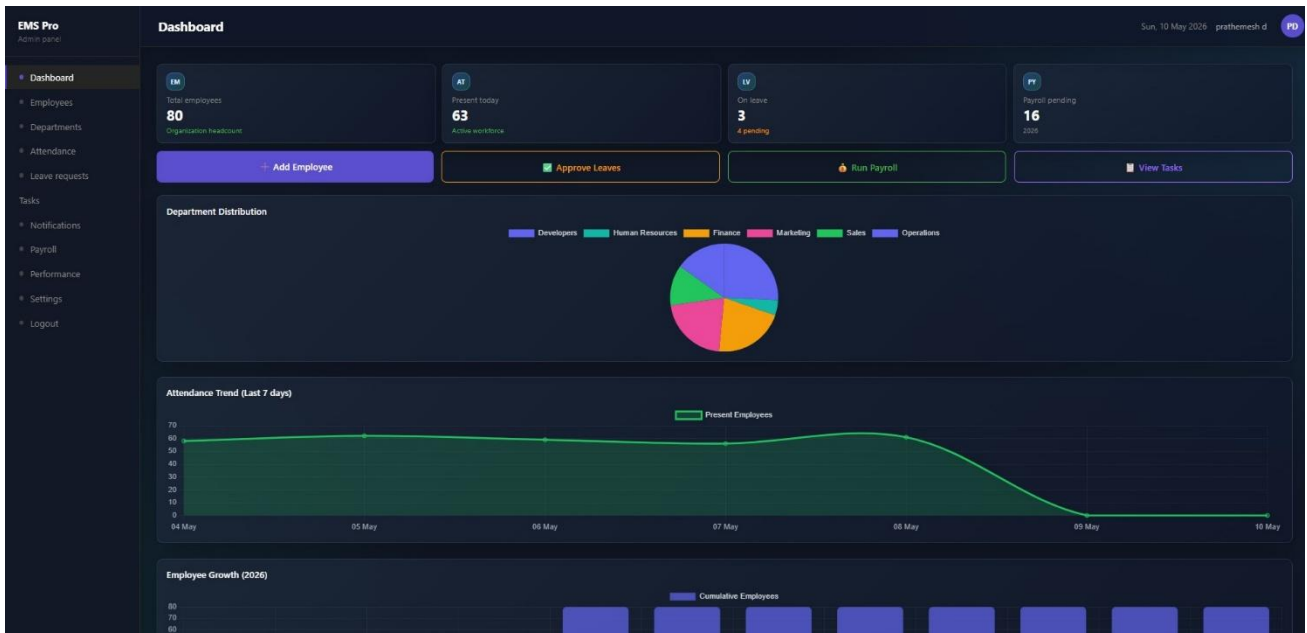 EMS Pro
Admin panel
Dashboard
Employees
Departments
Attendance
Leave requests
Tasks
Notifications
Payroll
Performance
Settings
Logout
Dashboard
Sun, 10 May 2026 prathemesh d PD
EM
Total employees
80
Organization headcount
AT
Present today
63
Active workforce
LV
On leave
3
4 pending
PY
Payroll pending
16
2026
+ Add Employee
✅ Approve Leaves
💰 Run Payroll
📋 View Tasks
Department Distribution
Developers Human Resources Finance Marketing Sales Operations
Attendance Trend (Last 7 days)
Present Employees
70
60
50
40
30
20
10
0
04 May 05 May 06 May 07 May 08 May 09 May 10 May
Employee Growth (2026)
Cumulative Employees
80
70
60